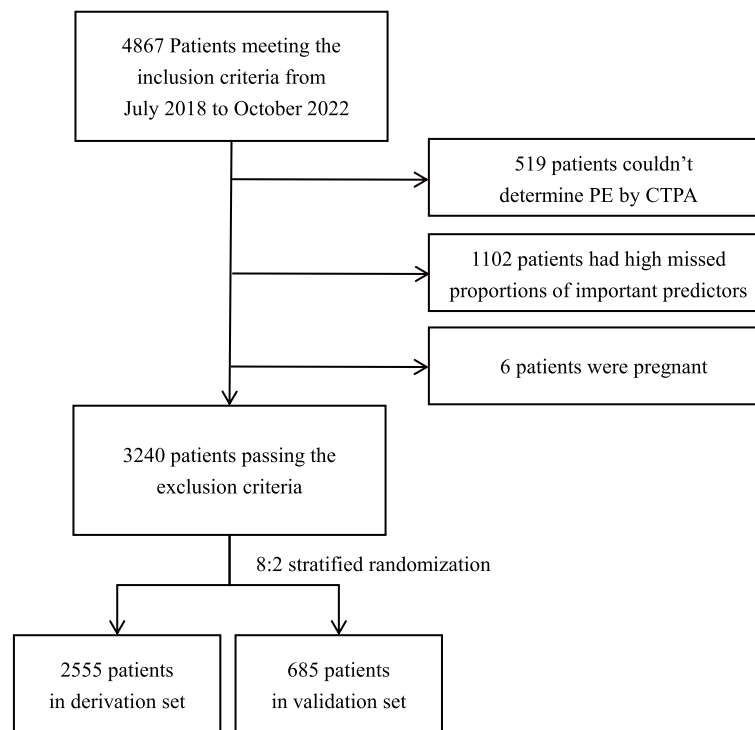 4867 Patients meeting the
inclusion criteria from
July 2018 to October 2022
519 patients couldn’t
determine PE by CTPA
1102 patients had high missed
proportions of important predictors
6 patients were pregnant
3240 patients passing the
exclusion criteria
8:2 stratified randomization
2555 patients
in derivation set
685 patients
in validation set